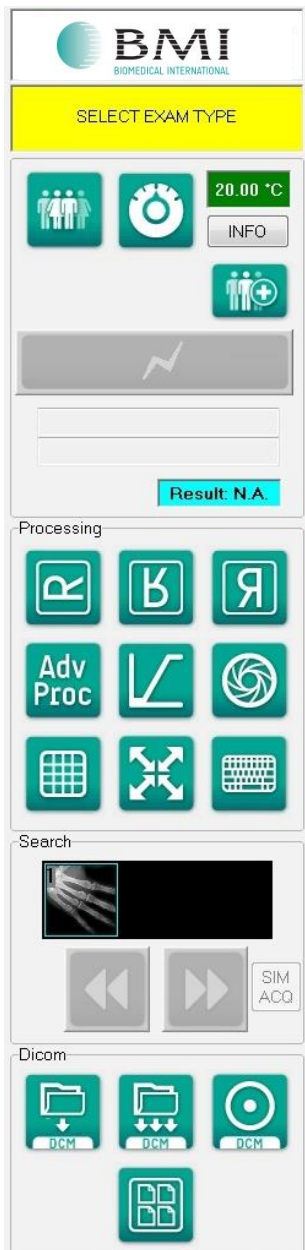 BMI
BIOMEDICAL INTERNATIONAL
SELECT EXAM TYPE
20.00 °C
INFO
Result: N.A.
Processing
R
R
R
Adv
Proc
Search
1
SIM
ACQ
Dicom
DCM
DCM
DCM